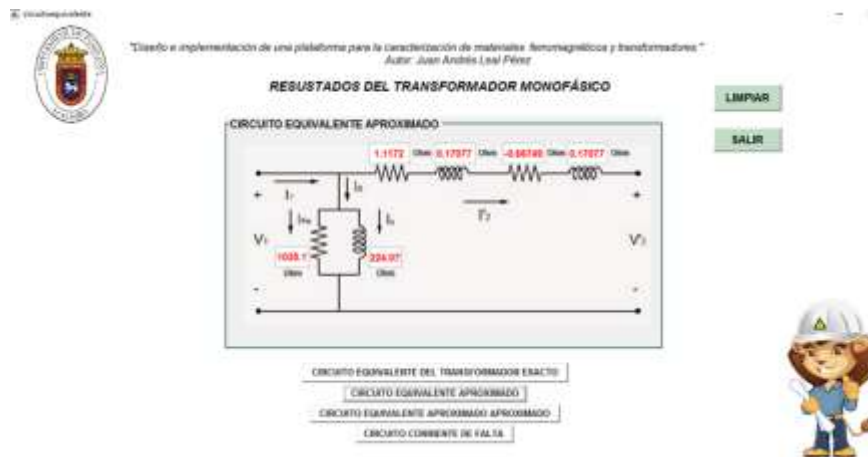 "Diseño e implementación de una plataforma para la caracterización de materiales ferromagnéticos y transformadores "
Autor: Juan Andrés Leal Pérez
RESUSTADOS DEL TRANSFORMADOR MONOFÁSICO
LIMPIAR
SALIR
CIRCUITO EQUIVALENTE APROXIMADO
1.1172 Ohm 0.17077 Ohm Ohm 0.17077 Ohm
+ +
V V'2
1035.1 224.07
Ohm Ohm
- -
CIRCUITO EQUIVALENTE DEL TRANSFORMADOR EXACTO
CIRCUITO EQUIVALENTE APROXIMADO
CIRCUITO EQUIVALENTE APROXIMADO APROXIMADO
CIRCUITO CORRIENTE DE FALTA